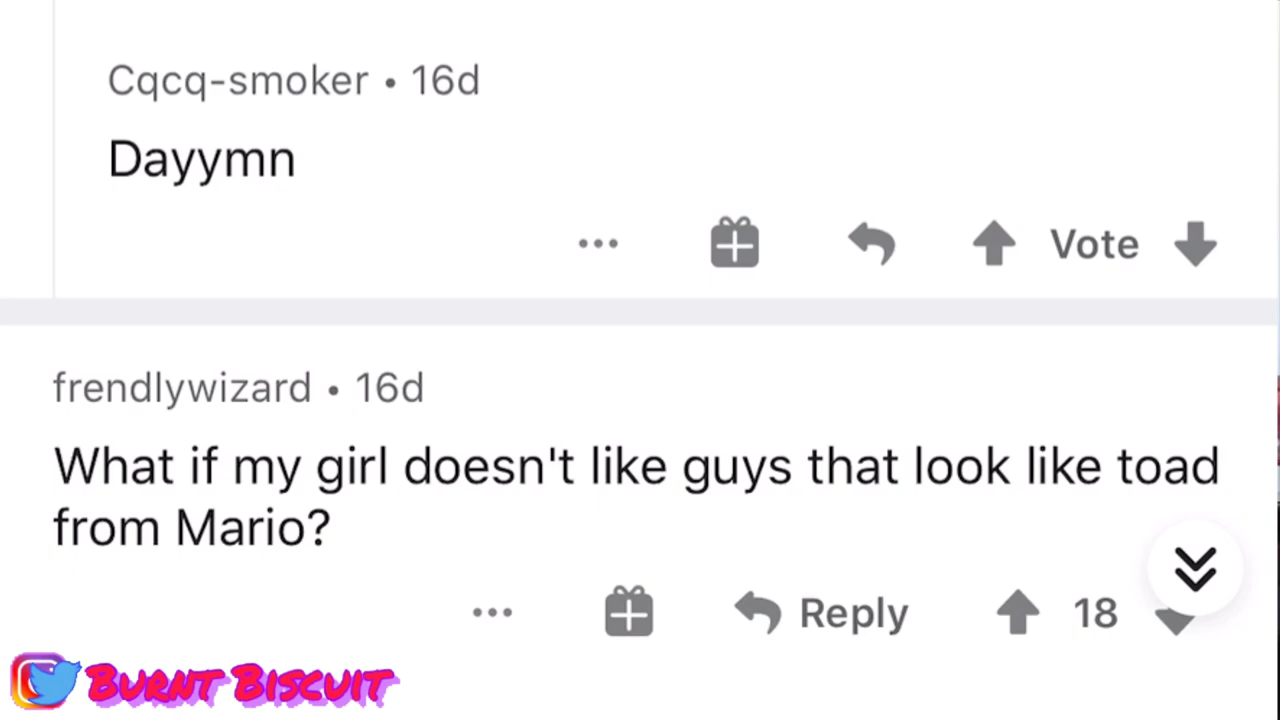 Cqcq-smoker • 16d
Dayymn
Vote
frendlywizard • 16d
What if my girl doesn't like guys that look like toad
from Mario?
Reply 18
Burnt Biscuit